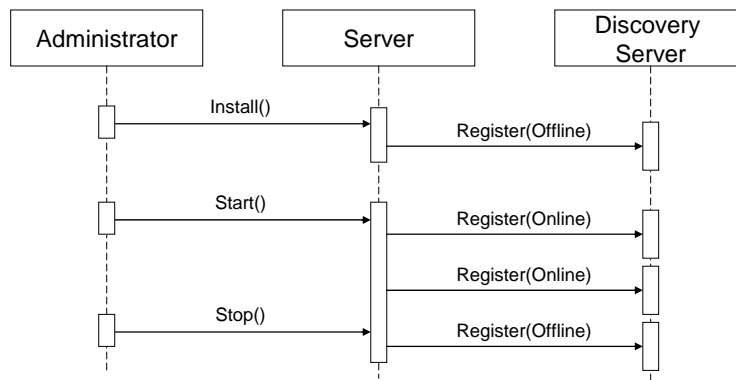 Administrator
Server
Discovery
Server
Install()
Register(Offline)
Start()
Register(Online)
Register(Online)
Stop()
Register(Offline)